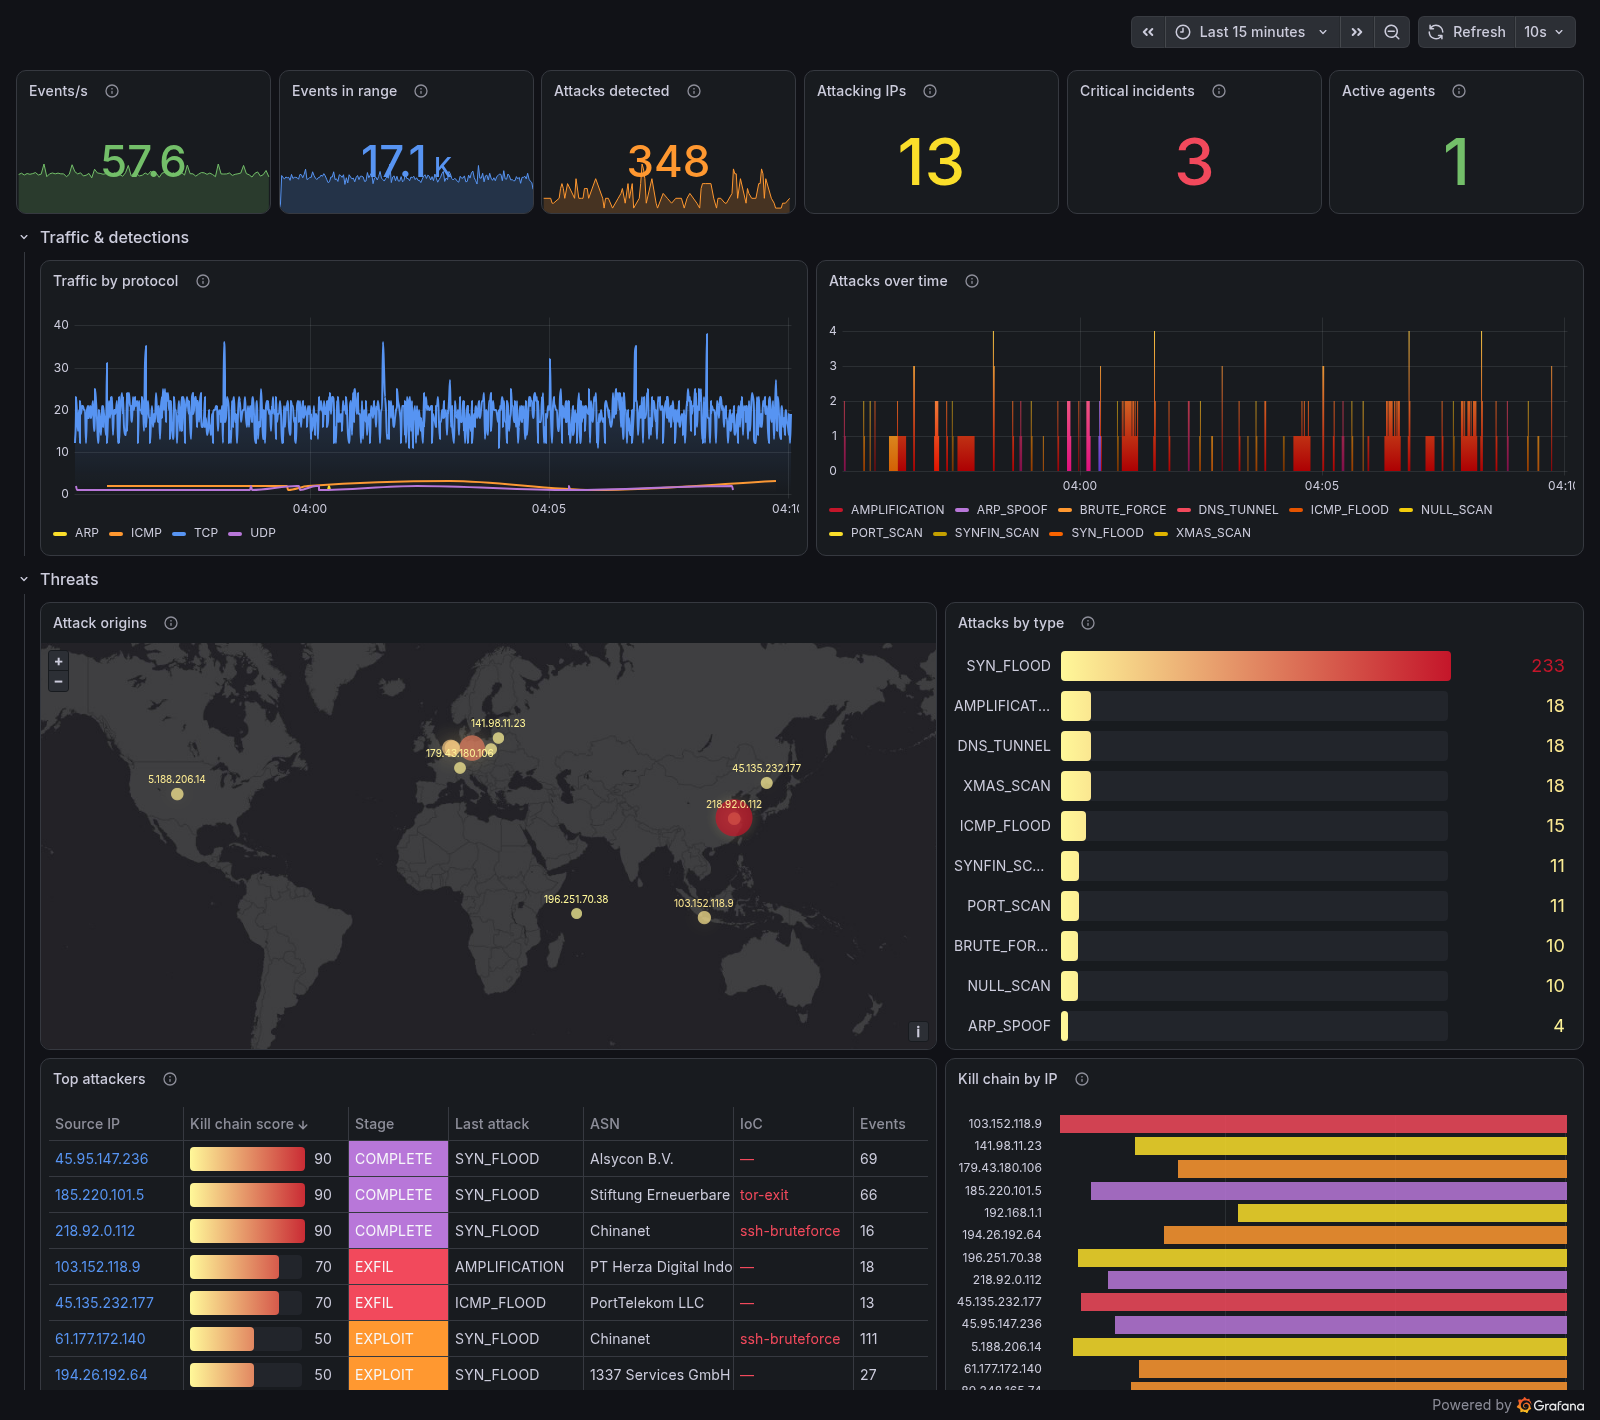 Last 15 minutes
Refresh
10s
Events/s
57.6
Events in range
17.1 K
Attacks detected
348
Attacking IPs
13
Critical incidents
3
Active agents
1
Traffic & detections
Traffic by protocol
40
30
20
10
0
04:00
04:05
ARP
ICMP
TCP
UDP
Attacks over time
4
3
2
1
0
04:00
04:05
AMPLIFICATION
ARP_SPOOF
BRUTE_FORCE
DNS_TUNNEL
ICMP_FLOOD
NULL_SCAN
PORT_SCAN
SYNFIN_SCAN
SYN_FLOOD
XMAS_SCAN
Threats
Attack origins
+
−
141.98.11.23
179.43.180.106
5.188.206.14
45.135.232.177
218.92.0.112
196.251.70.38
103.152.118.9
i
Attacks by type
SYN_FLOOD 233
AMPLIFICAT... 18
DNS_TUNNEL 18
XMAS_SCAN 18
ICMP_FLOOD 15
SYNFIN_SC... 11
PORT_SCAN 11
BRUTE_FOR... 10
NULL_SCAN 10
ARP_SPOOF 4
Top attackers
Source IP Kill chain score Stage Last attack ASN IoC Events
45.95.147.236 90 COMPLETE SYN_FLOOD Alsycon B.V. — 69
185.220.101.5 90 COMPLETE SYN_FLOOD Stiftung Erneuerbare tor-exit 66
218.92.0.112 90 COMPLETE SYN_FLOOD Chinanet ssh-bruteforce 16
103.152.118.9 70 EXFIL AMPLIFICATION PT Herza Digital Indo — 18
45.135.232.177 70 EXFIL ICMP_FLOOD PortTelekom LLC — 13
61.177.172.140 50 EXPLOIT SYN_FLOOD Chinanet ssh-bruteforce 111
194.26.192.64 50 EXPLOIT SYN_FLOOD 1337 Services GmbH — 27
Kill chain by IP
103.152.118.9
141.98.11.23
179.43.180.106
185.220.101.5
192.168.1.1
194.26.192.64
196.251.70.38
218.92.0.112
45.135.232.177
45.95.147.236
5.188.206.14
61.177.172.140
Powered by Grafana